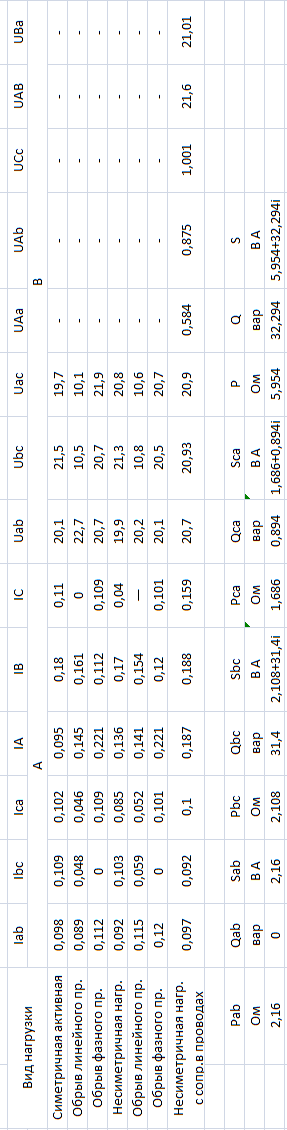 Вид нагрузки Iab Ibc Ica IA IB IC Uab Ubc Uac UAa UAb UCc UAB UBa
А В
Симетричная активная 0,098 0,109 0,102 0,095 0,18 0,11 20,1 21,5 19,7 - - - - -
Обрыв линейного пр. 0,089 0,048 0,046 0,145 0,161 0 22,7 10,5 10,1 - - - - -
Обрыв фазного пр. 0,112 0 0,109 0,221 0,112 0,109 20,7 20,7 21,9 - - - - -
Несиметричная нагр. 0,092 0,103 0,085 0,136 0,17 0,04 19,9 21,3 20,8 - - - - -
Обрыв линейного пр. 0,115 0,059 0,052 0,141 0,154 — 20,2 10,8 10,6 - - - - -
Обрыв фазного пр. 0,12 0 0,101 0,221 0,12 0,101 20,1 20,5 20,7 - - - - -
Несиметричная нагр. 0,097 0,092 0,1 0,187 0,188 0,159 20,7 20,93 20,9 0,584 0,875 1,001 21,6 21,01
с сопр.в проводах
Pab Qab Sab Pbc Qbc Sbc Pca Qca Sca P Q S
Ом вар В А Ом вар В А Ом вар В А Ом вар В А
2,16 0 2,16 2,108 31,4 2,108+31,4i 1,686 0,894 1,686+0,894i 5,954 32,294 5,954+32,294i